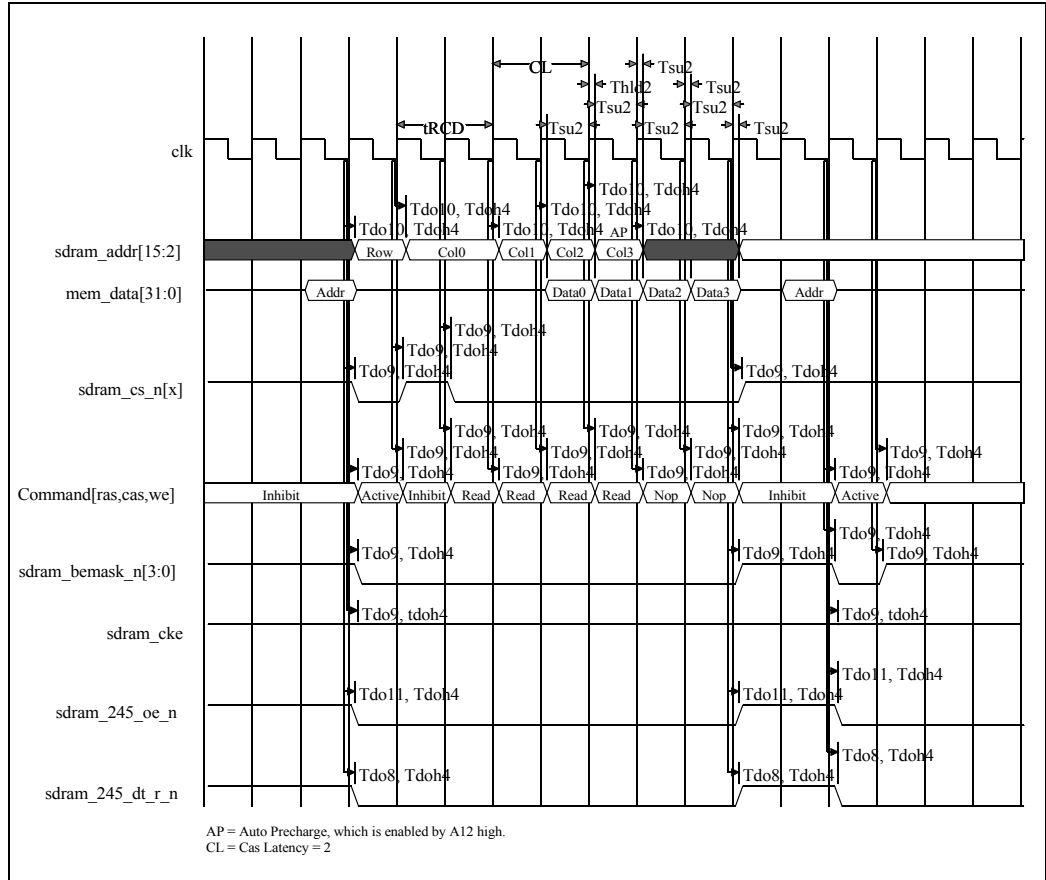 CL
Tsu2
Thld2
Tsu2
Tsu2
Tsu2
tRCD
Tsu2
Tsu2
Tsu2
clk
Tdo10, Tdoh4
Tdo10, Tdoh4
Tdo10, Tdoh4
AP
Tdo10, Tdoh4
Tdo10, Tdoh4
Tdo10, Tdoh4
sdram_addr[15:2]
Row
Col0
Col1
Col2
Col3
mem_data[31:0]
Addr
Data0
Data1
Data2
Data3
Addr
Tdo9, Tdoh4
Tdo9, Tdoh4
Tdo9, Tdoh4
Tdo9, Tdoh4
sdram_cs_n[x]
Tdo9, Tdoh4
Tdo9, Tdoh4
Tdo9, Tdoh4
Tdo9, Tdoh4
Tdo9, Tdoh4
Tdo9, Tdoh4
Tdo9, Tdoh4
Tdo9, Tdoh4
Tdo9, Tdoh4
Tdo9, Tdoh4
Tdo9, Tdoh4
Tdo9, Tdoh4
Command[ras,cas,we]
Inhibit
Active
Inhibit
Read
Read
Read
Read
Nop
Nop
Inhibit
Active
Tdo9, Tdoh4
Tdo9, Tdoh4
Tdo9, Tdoh4
Tdo9, Tdoh4
sdram_bemask_n[3:0]
Tdo9, tdoh4
Tdo9, tdoh4
sdram_cke
Tdo11, Tdoh4
Tdo11, Tdoh4
Tdo11, Tdoh4
sdram_245_oe_n
Tdo8, Tdoh4
Tdo8, Tdoh4
Tdo8, Tdoh4
sdram_245_dt_r_n
AP = Auto Precharge, which is enabled by A12 high.
CL = Cas Latency = 2